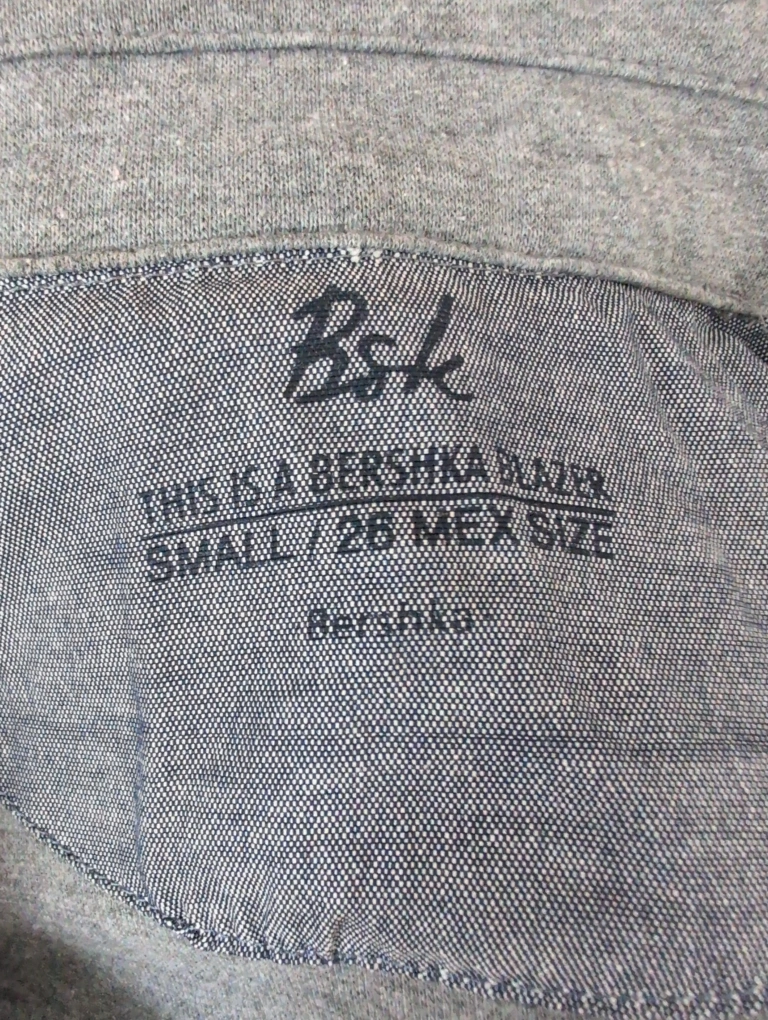 Bsk
THIS IS A BERSHKA BLAZER
SMALL / 26 MEX SIZE
Bershka